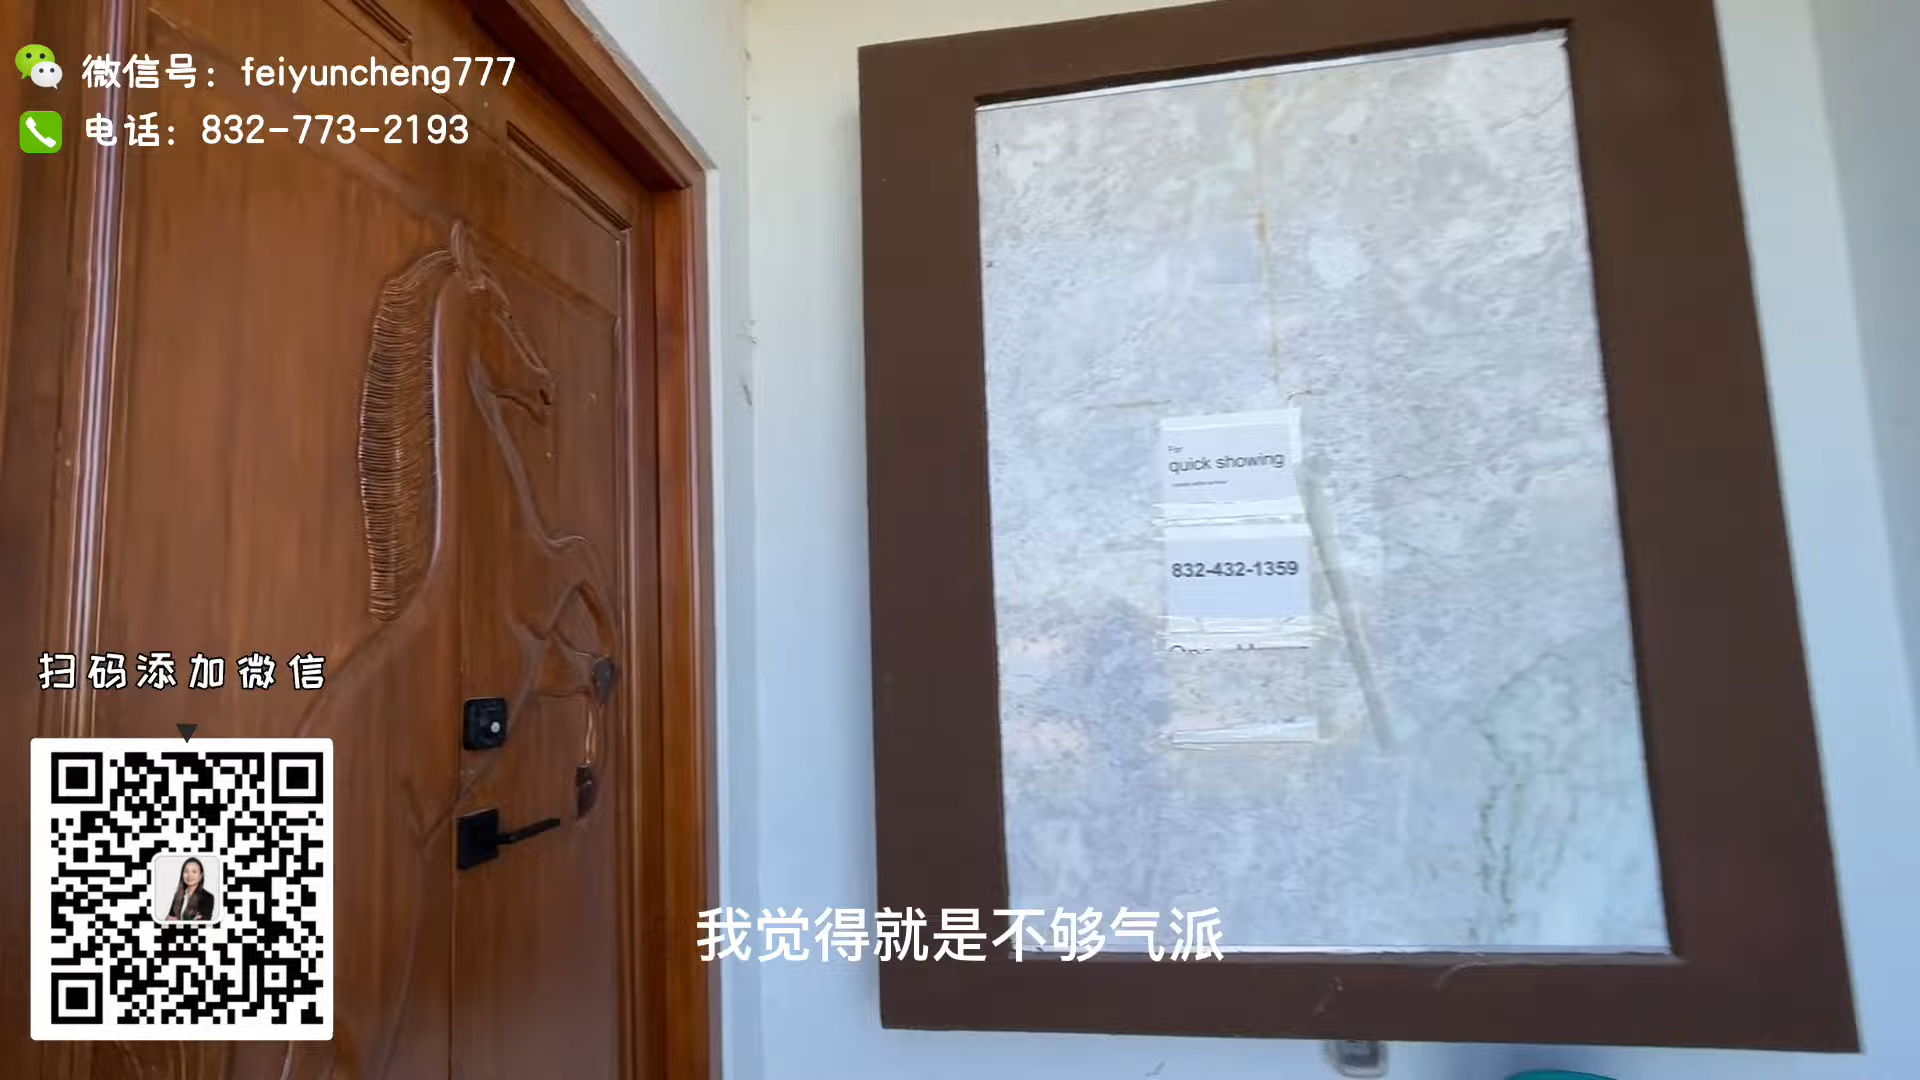 微信号：feiyuncheng777
电话：832-773-2193
For
quick showing
832-432-1359
扫码添加微信
我觉得就是不够气派